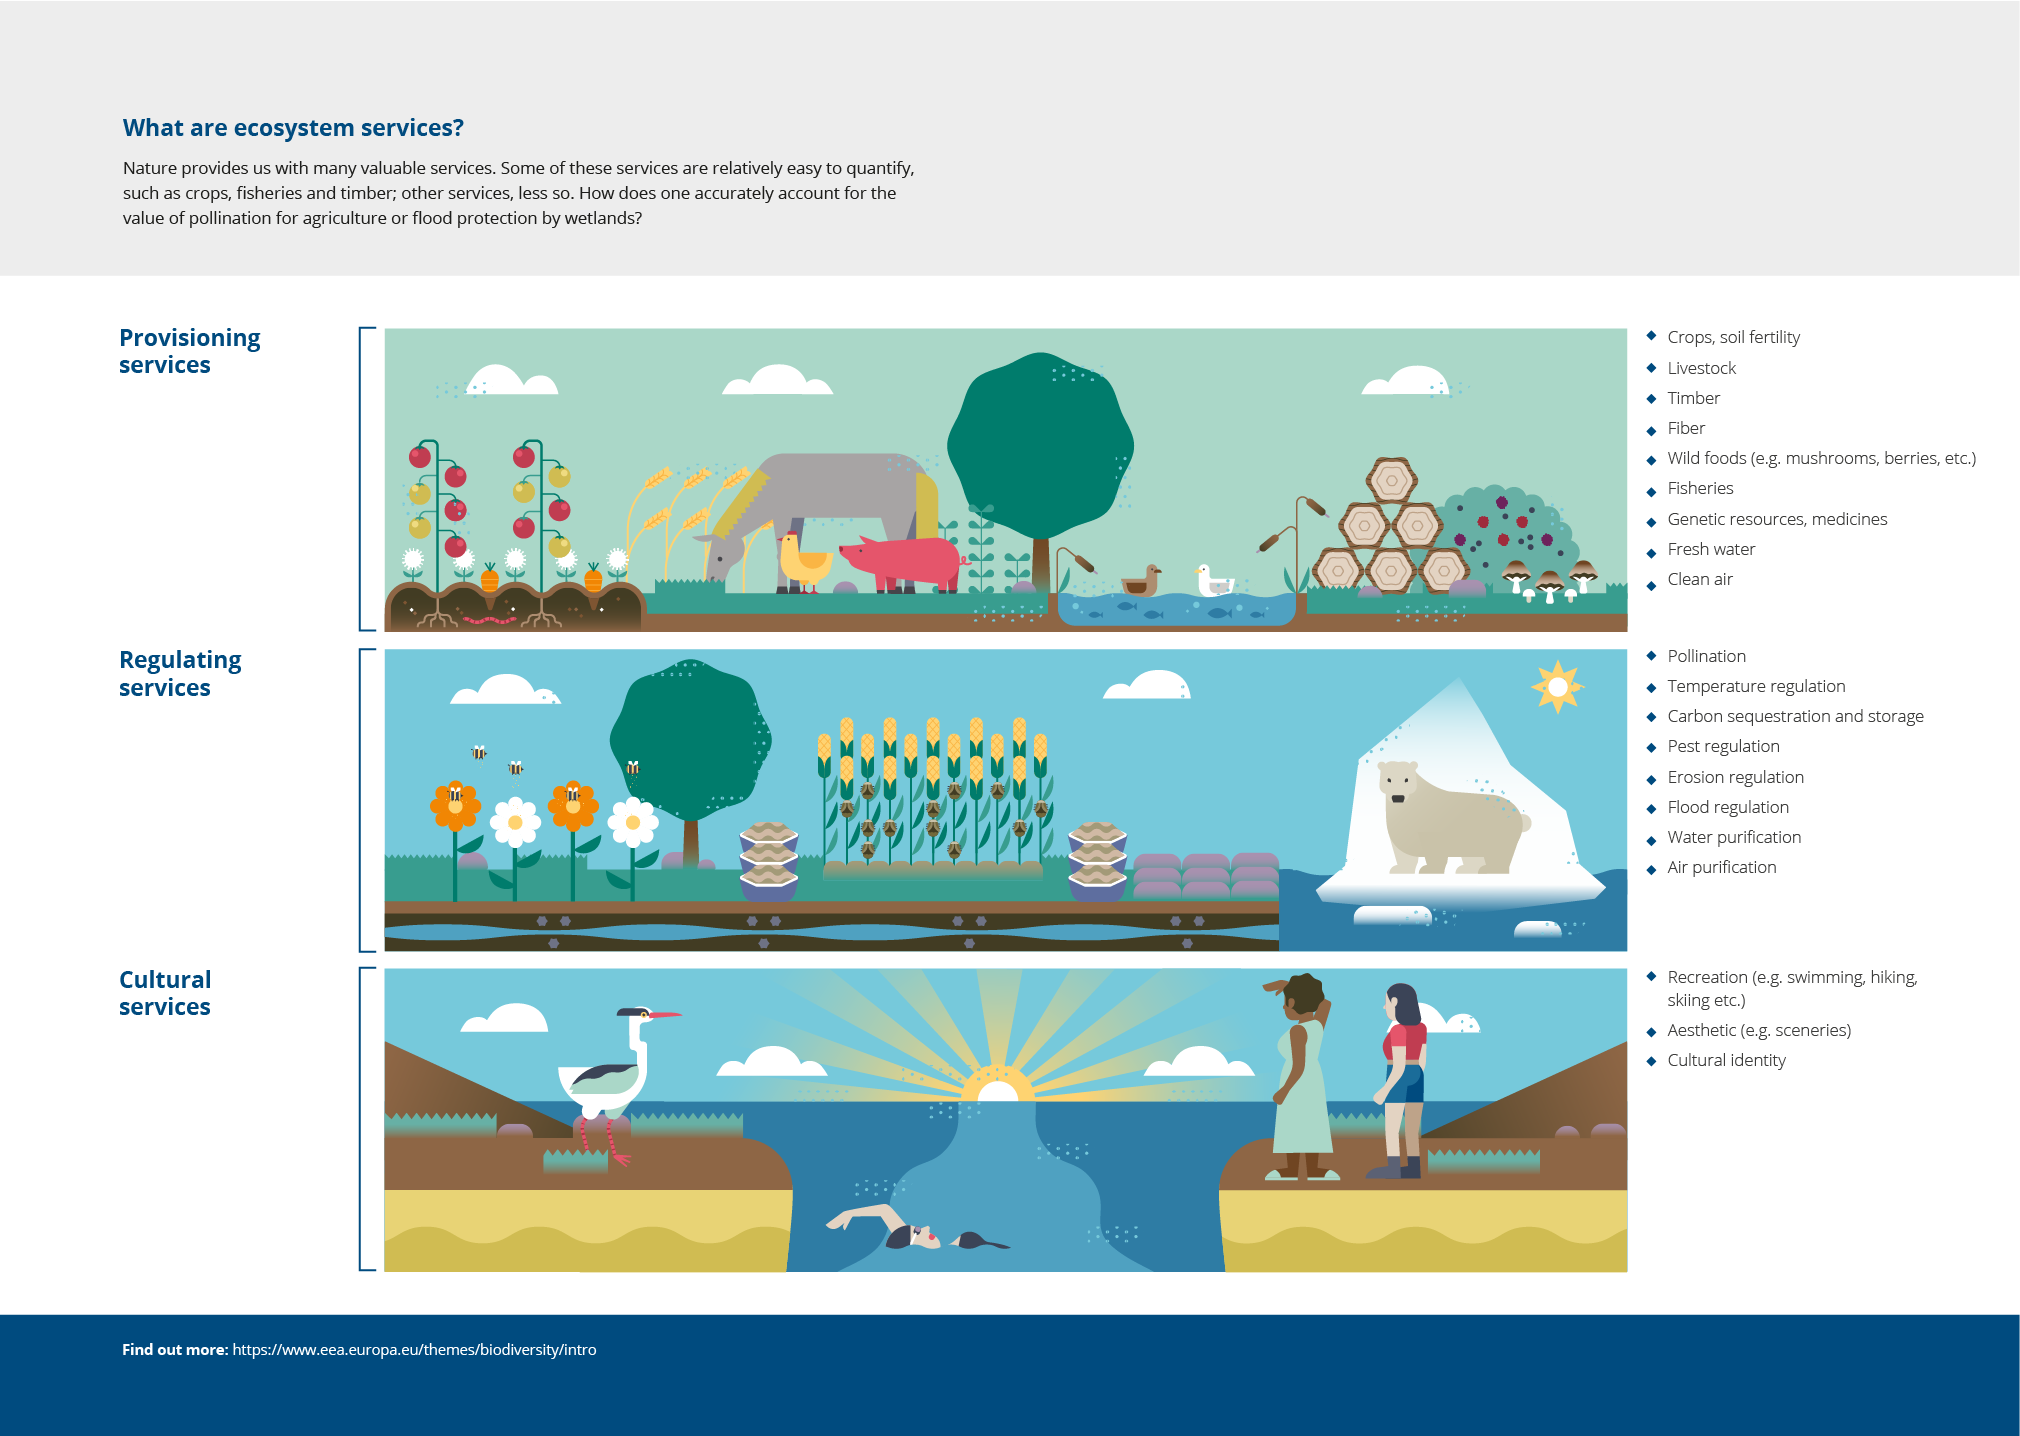 What are ecosystem services?
Nature provides us with many valuable services. Some of these services are relatively easy to quantify,
such as crops, fisheries and timber; other services, less so. How does one accurately account for the
value of pollination for agriculture or flood protection by wetlands?
Provisioning
services
Crops, soil fertility
Livestock
Timber
Fiber
Wild foods (e.g. mushrooms, berries, etc.)
Fisheries
Genetic resources, medicines
Fresh water
Clean air
Regulating
services
Pollination
Temperature regulation
Carbon sequestration and storage
Pest regulation
Erosion regulation
Flood regulation
Water purification
Air purification
Cultural
services
Recreation (e.g. swimming, hiking,
skiing etc.)
Aesthetic (e.g. sceneries)
Cultural identity
Find out more: https://www.eea.europa.eu/themes/biodiversity/intro